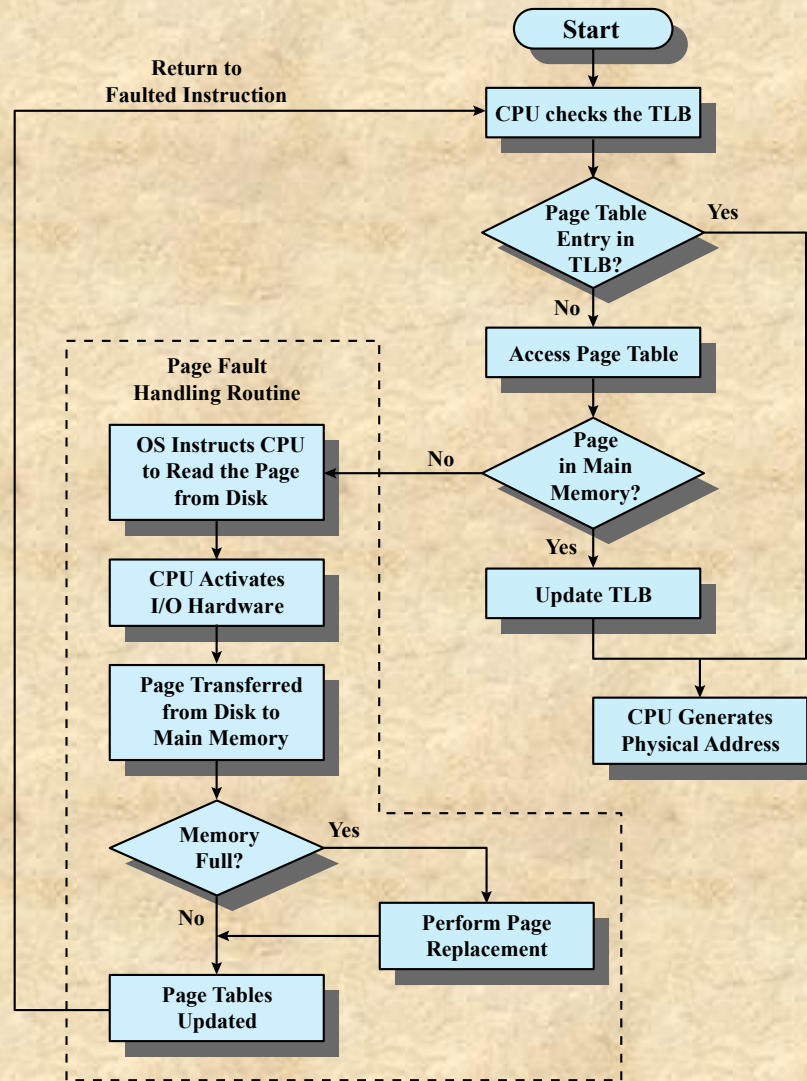 Start
Return to
Faulted Instruction
CPU checks the TLB
Page Table
Entry in
TLB?
Yes
No
Access Page Table
Page Fault
Handling Routine
OS Instructs CPU
to Read the Page
from Disk
No
Page
in Main
Memory?
Yes
CPU Activates
I/O Hardware
Update TLB
Page Transferred
from Disk to
Main Memory
CPU Generates
Physical Address
Memory
Full?
Yes
No
Perform Page
Replacement
Page Tables
Updated